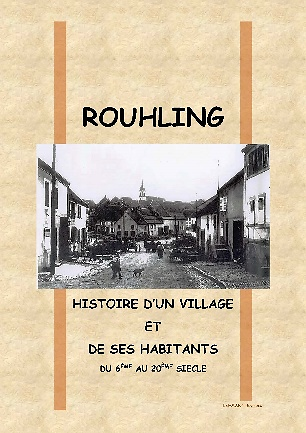 ROUHLING
HISTOIRE D'UN VILLAGE
ET
DE SES HABITANTS
DU 6ÈME AU 20ÈME SIECLE